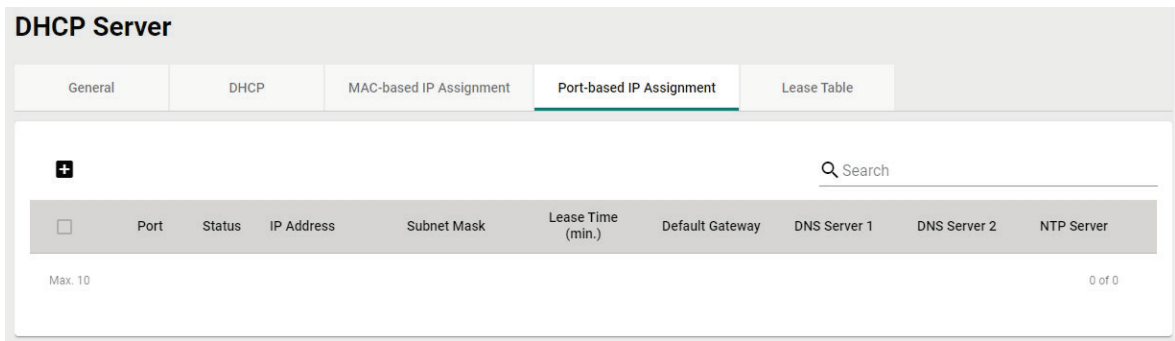 DHCP Server
General DHCP MAC-based IP Assignment Port-based IP Assignment Lease Table
Search
Port Status IP Address Subnet Mask Lease Time (min.) Default Gateway DNS Server 1 DNS Server 2 NTP Server
Max. 10 0 of 0